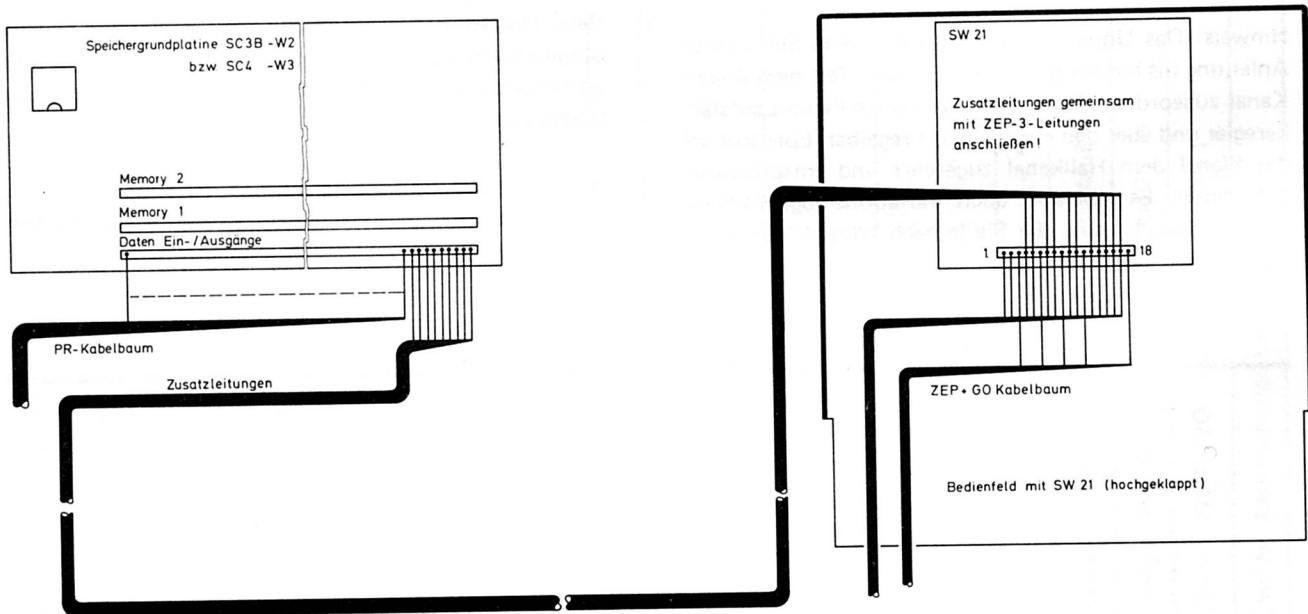 Speichergrundplatine SC3B -W2
bzw. SC4 -W3
Memory 2
Memory 1
Daten Ein-/Ausgänge
PR-Kabelbaum
Zusatzleitungen
SW 21
Zusatzleitungen gemeinsam
mit ZEP-3-Leitungen
anschließen!
1
18
ZEP+ GO Kabelbaum
Bedienfeld mit SW 21 (hochgeklappt)